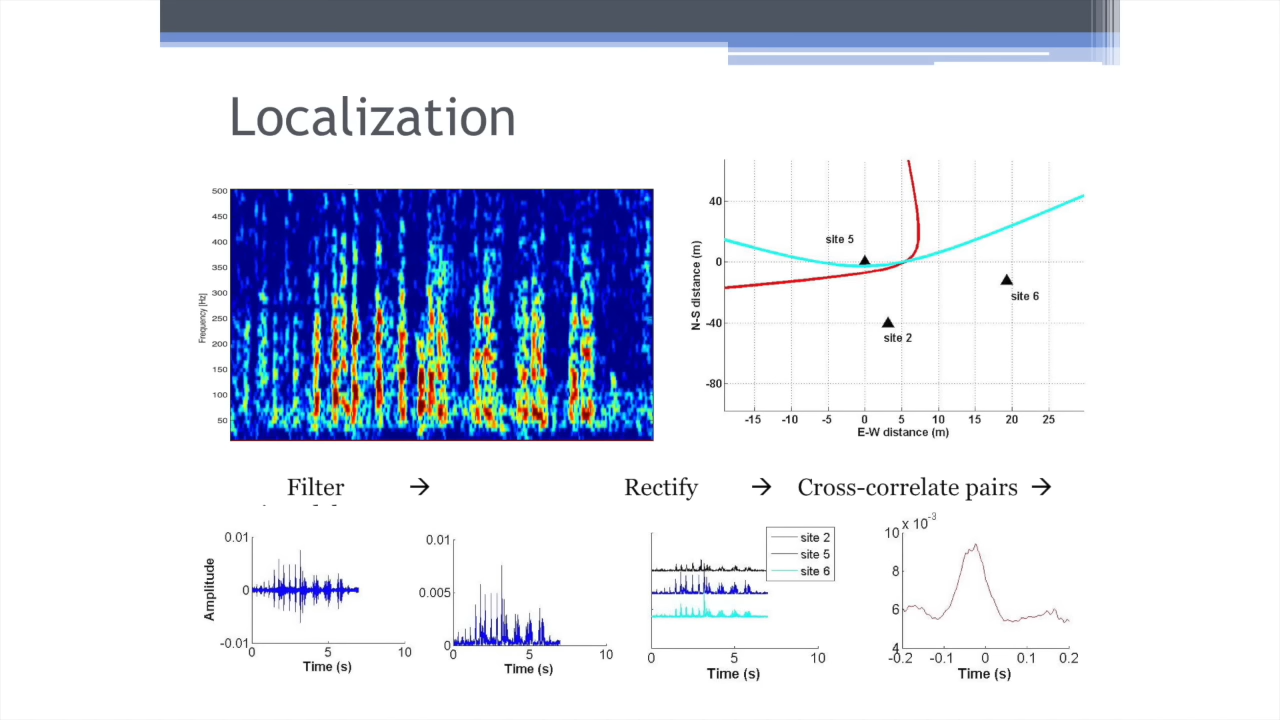 Localization
500
450
400
350
300
250
200
150
100
50
Frequency [Hz]
40
0
-40
-80
N-S distance (m)
site 5
site 6
site 2
-15 -10 -5 0 5 10 15 20 25
E-W distance (m)
Filter → Rectify → Cross-correlate pairs →
0.01
0
-0.01
Amplitude
0 5 10
Time (s)
0.01
0.005
0
0 5 10
Time (s)
site 2
site 5
site 6
0 5 10
Time (s)
10 x 10^-3
8
6
4
-0.2 -0.1 0 0.1 0.2
Time (s)